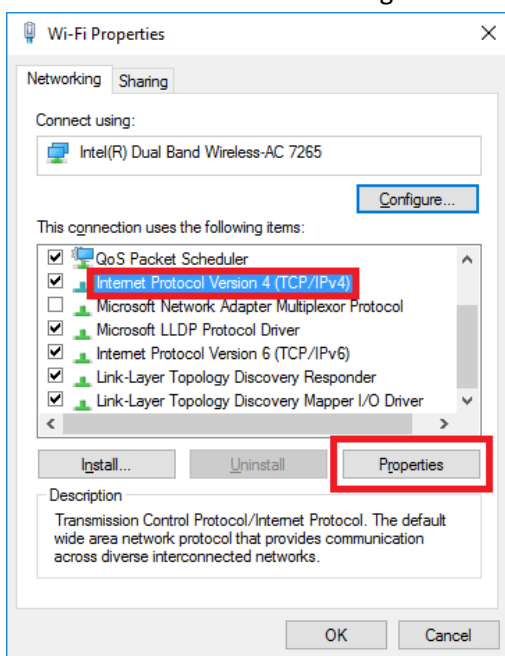 Wi-Fi Properties
Networking
Sharing
Connect using:
Intel(R) Dual Band Wireless-AC 7265
Configure...
This connection uses the following items:
QoS Packet Scheduler
Internet Protocol Version 4 (TCP/IPv4)
Microsoft Network Adapter Multiplexor Protocol
Microsoft LLDP Protocol Driver
Internet Protocol Version 6 (TCP/IPv6)
Link-Layer Topology Discovery Responder
Link-Layer Topology Discovery Mapper I/O Driver
Install...
Uninstall
Properties
Description
Transmission Control Protocol/Internet Protocol. The default
wide area network protocol that provides communication
across diverse interconnected networks.
OK
Cancel